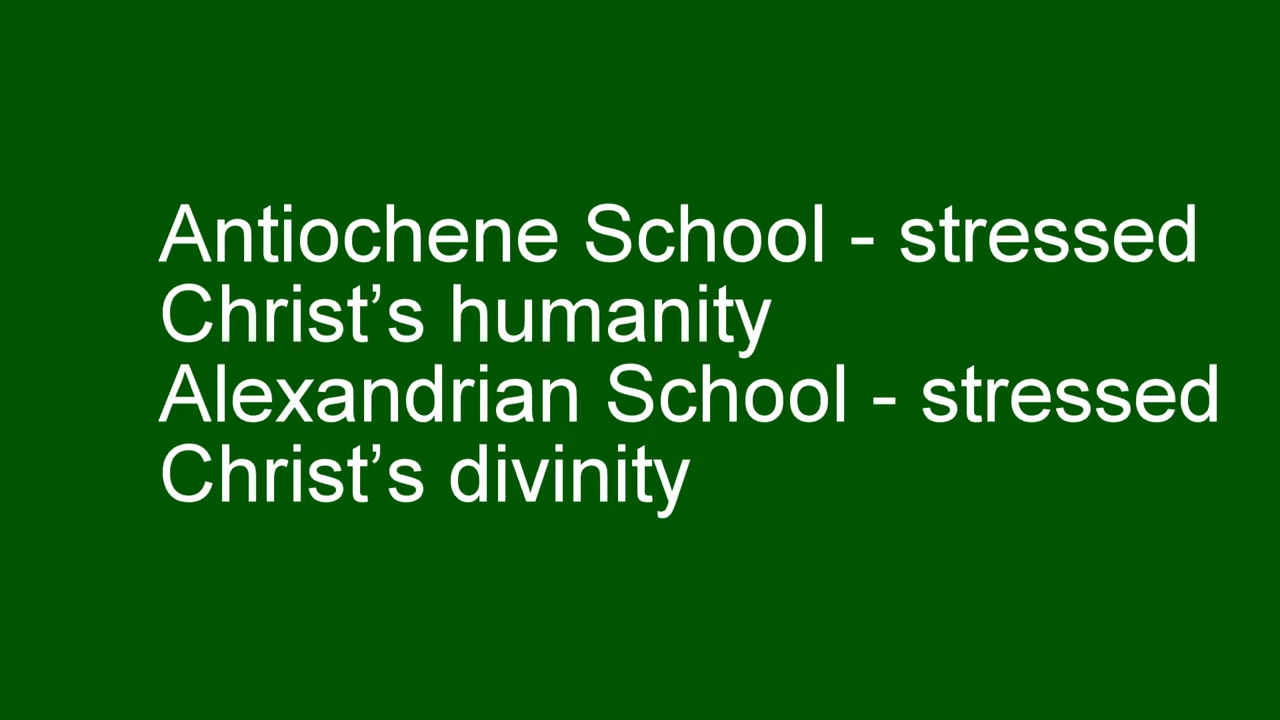 Antiochene School - stressed
Christ’s humanity
Alexandrian School - stressed
Christ’s divinity